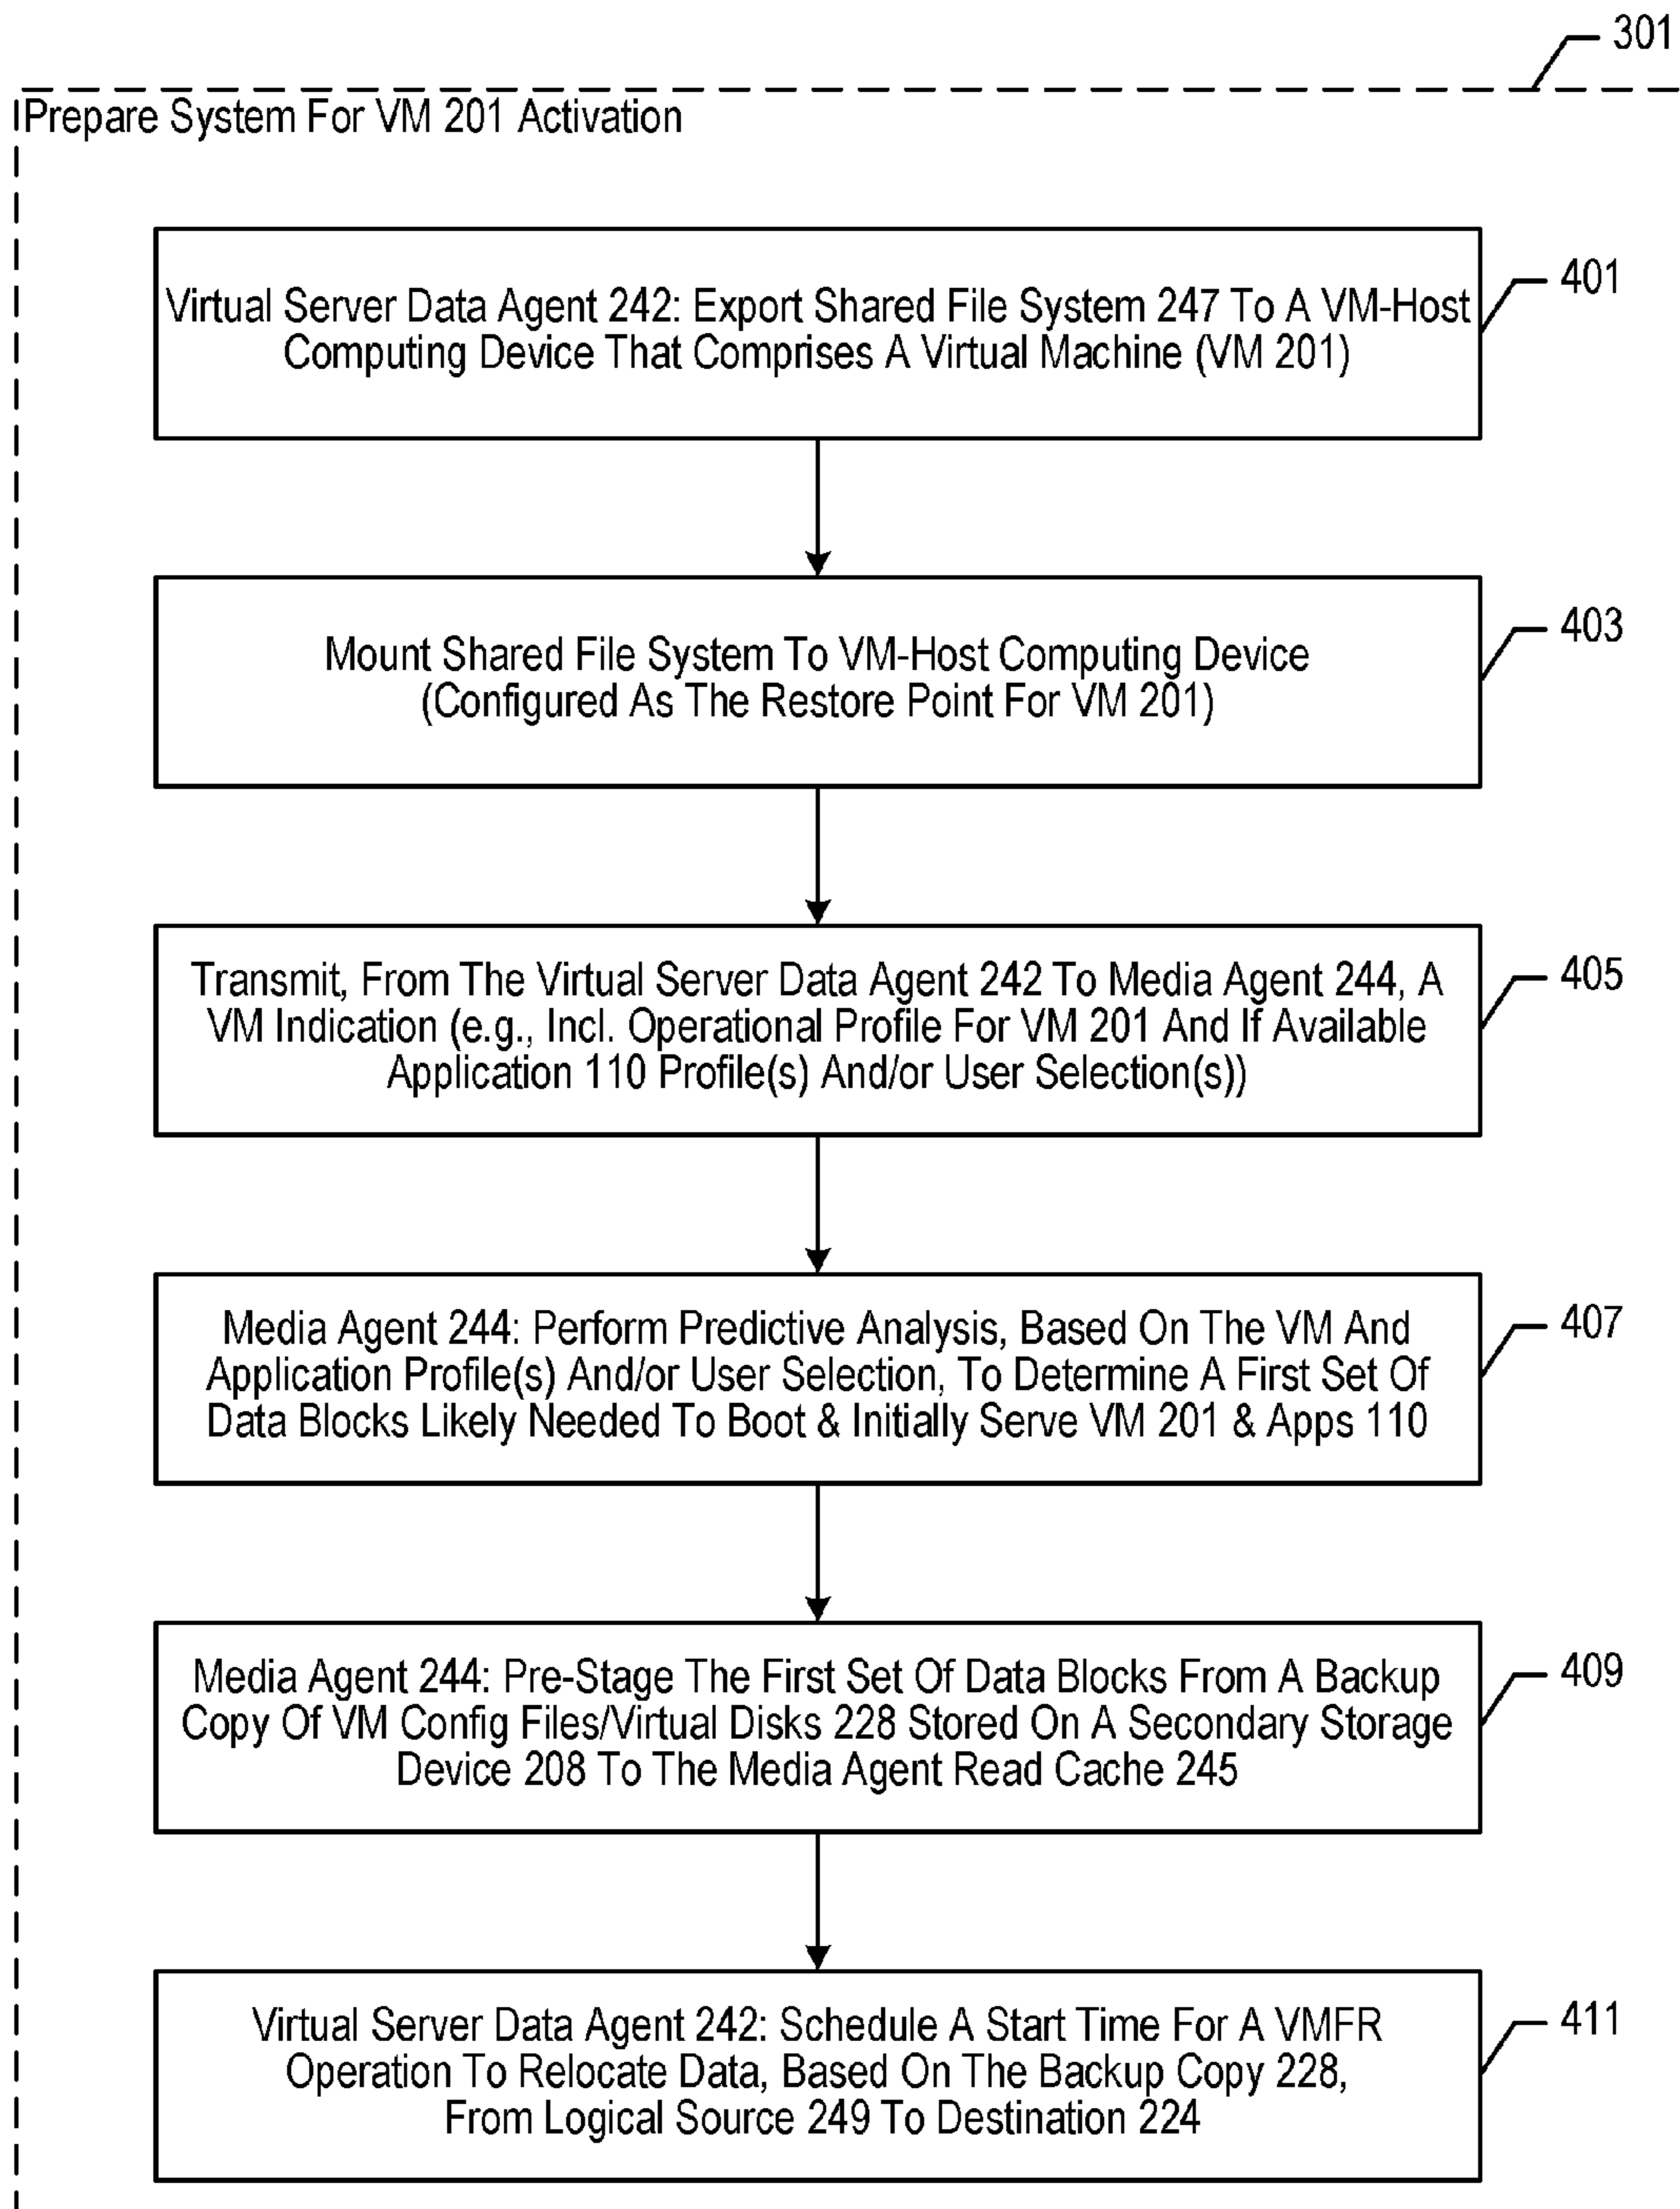 301
Prepare System For VM 201 Activation
Virtual Server Data Agent 242: Export Shared File System 247 To A VM-Host
Computing Device That Comprises A Virtual Machine (VM 201)
401
Mount Shared File System To VM-Host Computing Device
(Configured As The Restore Point For VM 201)
403
Transmit, From The Virtual Server Data Agent 242 To Media Agent 244, A
VM Indication (e.g., Incl. Operational Profile For VM 201 And If Available
Application 110 Profile(s) And/or User Selection(s))
405
Media Agent 244: Perform Predictive Analysis, Based On The VM And
Application Profile(s) And/or User Selection, To Determine A First Set Of
Data Blocks Likely Needed To Boot & Initially Serve VM 201 & Apps 110
407
Media Agent 244: Pre-Stage The First Set Of Data Blocks From A Backup
Copy Of VM Config Files/Virtual Disks 228 Stored On A Secondary Storage
Device 208 To The Media Agent Read Cache 245
409
Virtual Server Data Agent 242: Schedule A Start Time For A VMFR
Operation To Relocate Data, Based On The Backup Copy 228,
From Logical Source 249 To Destination 224
411